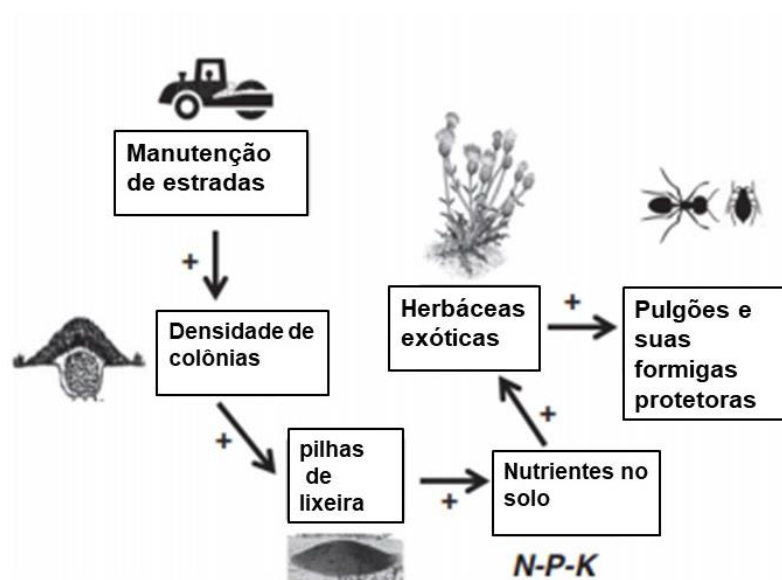 Manutenção
de estradas
+
Densidade de
colônias
+
pilhas
de
lixeira
+
Nutrientes no
solo
N-P-K
+
Herbáceas
exóticas
+
Pulgões e
suas
formigas
protetoras